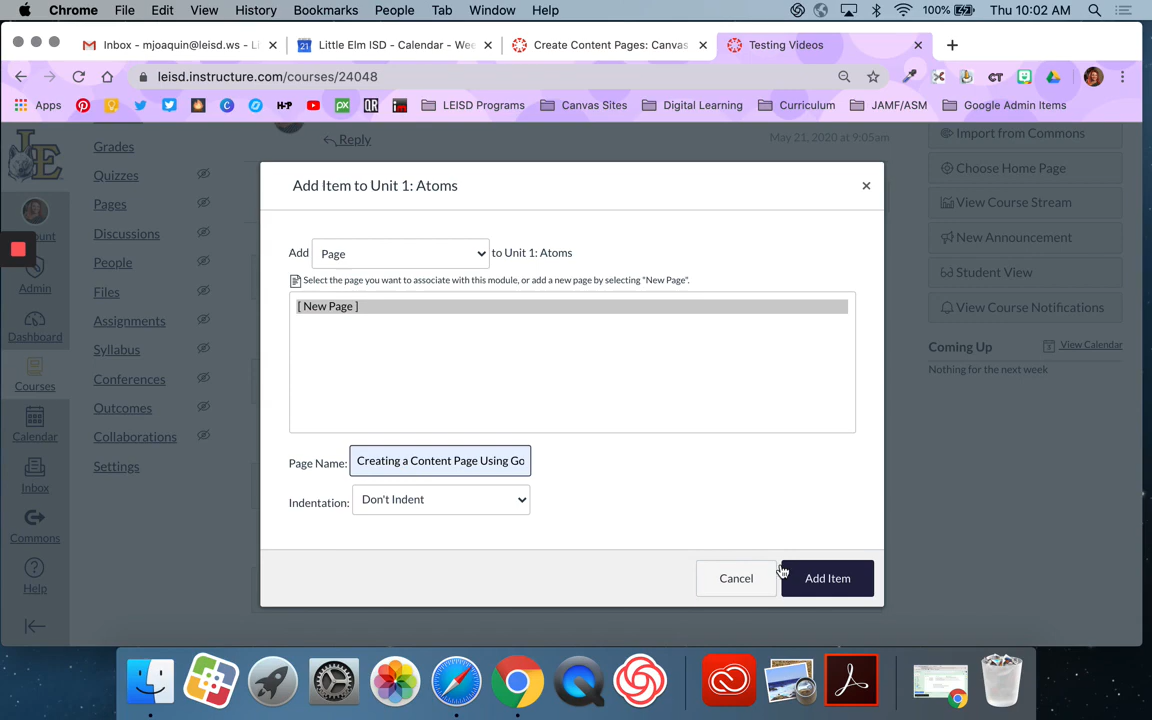 Chrome File Edit View History Bookmarks People Tab Window Help 100% Thu 10:02 AM
Inbox - mjoaquin@leisd.ws - Li
Little Elm ISD - Calendar - Wee
Create Content Pages: Canvas
Testing Videos
leisd.instructure.com/courses/24048
Apps
QR
CT
LEISD Programs
Canvas Sites
Digital Learning
Curriculum
JAMF/ASM
Google Admin Items
Admin
Dashboard
Courses
Calendar
Inbox
Commons
Help
Grades
Quizzes
Pages
Discussions
People
Files
Assignments
Syllabus
Conferences
Outcomes
Collaborations
Settings
Reply
May 21, 2020 at 9:05am
Add Item to Unit 1: Atoms
Add Page to Unit 1: Atoms
Select the page you want to associate with this module, or add a new page by selecting "New Page".
[ New Page ]
Page Name: Creating a Content Page Using Go
Indentation: Don't Indent
Cancel
Add Item
Import from Commons
Choose Home Page
View Course Stream
New Announcement
Student View
View Course Notifications
Coming Up
View Calendar
Nothing for the next week